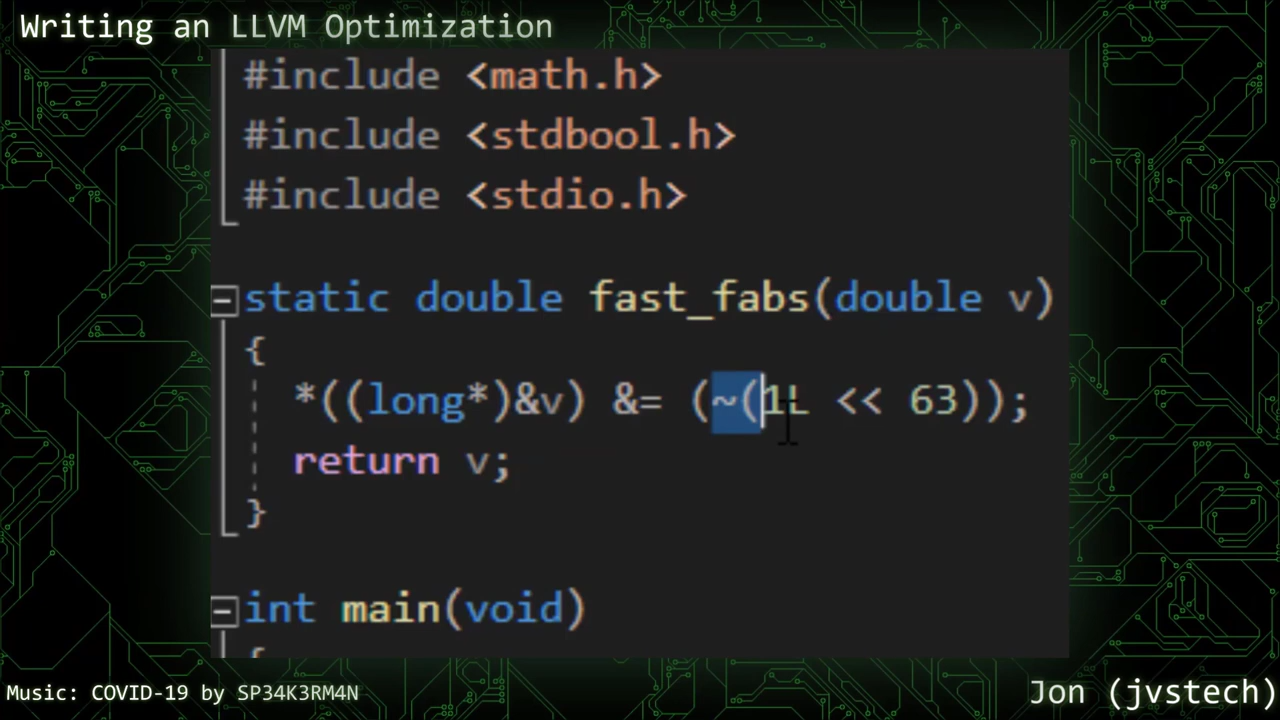 Writing an LLVM Optimization
#include <math.h>
#include <stdbool.h>
#include <stdio.h>
static double fast_fabs(double v)
{
*((long*)&v) &= (~(1L << 63));
return v;
}
int main(void)
{
Music: COVID-19 by SP34K3RM4N
Jon (jvstech)